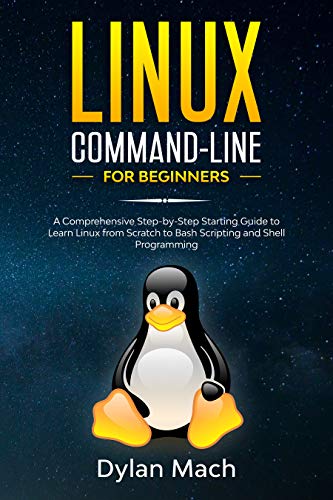 LINUX
COMMAND-LINE
FOR BEGINNERS
A Comprehensive Step-by-Step Starting Guide to
Learn Linux from Scratch to Bash Scripting and Shell
Programming
Dylan Mach